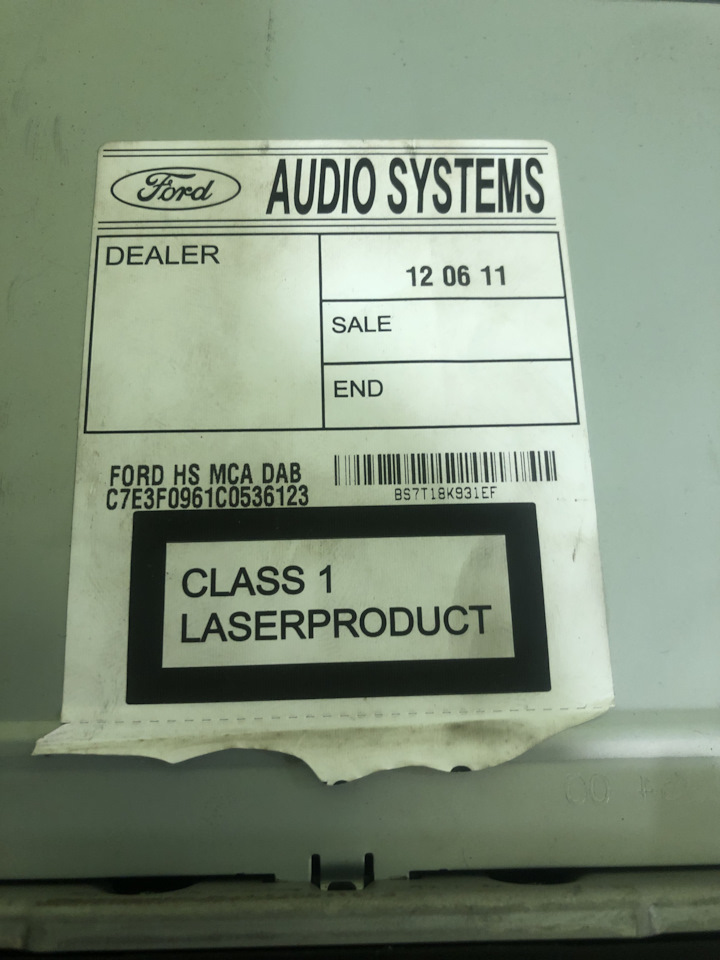 Ford AUDIO SYSTEMS
DEALER
12 06 11
SALE
END
FORD HS MCA DAB
C7E3F0961C0536123
BS7T18K931EF
CLASS 1
LASERPRODUCT